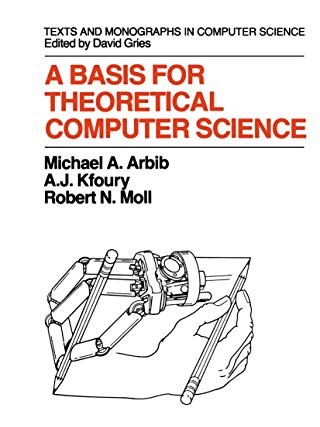 TEXTS AND MONOGRAPHS IN COMPUTER SCIENCE
Edited by David Gries
A BASIS FOR
THEORETICAL
COMPUTER SCIENCE
Michael A. Arbib
A.J. Kfoury
Robert N. Moll